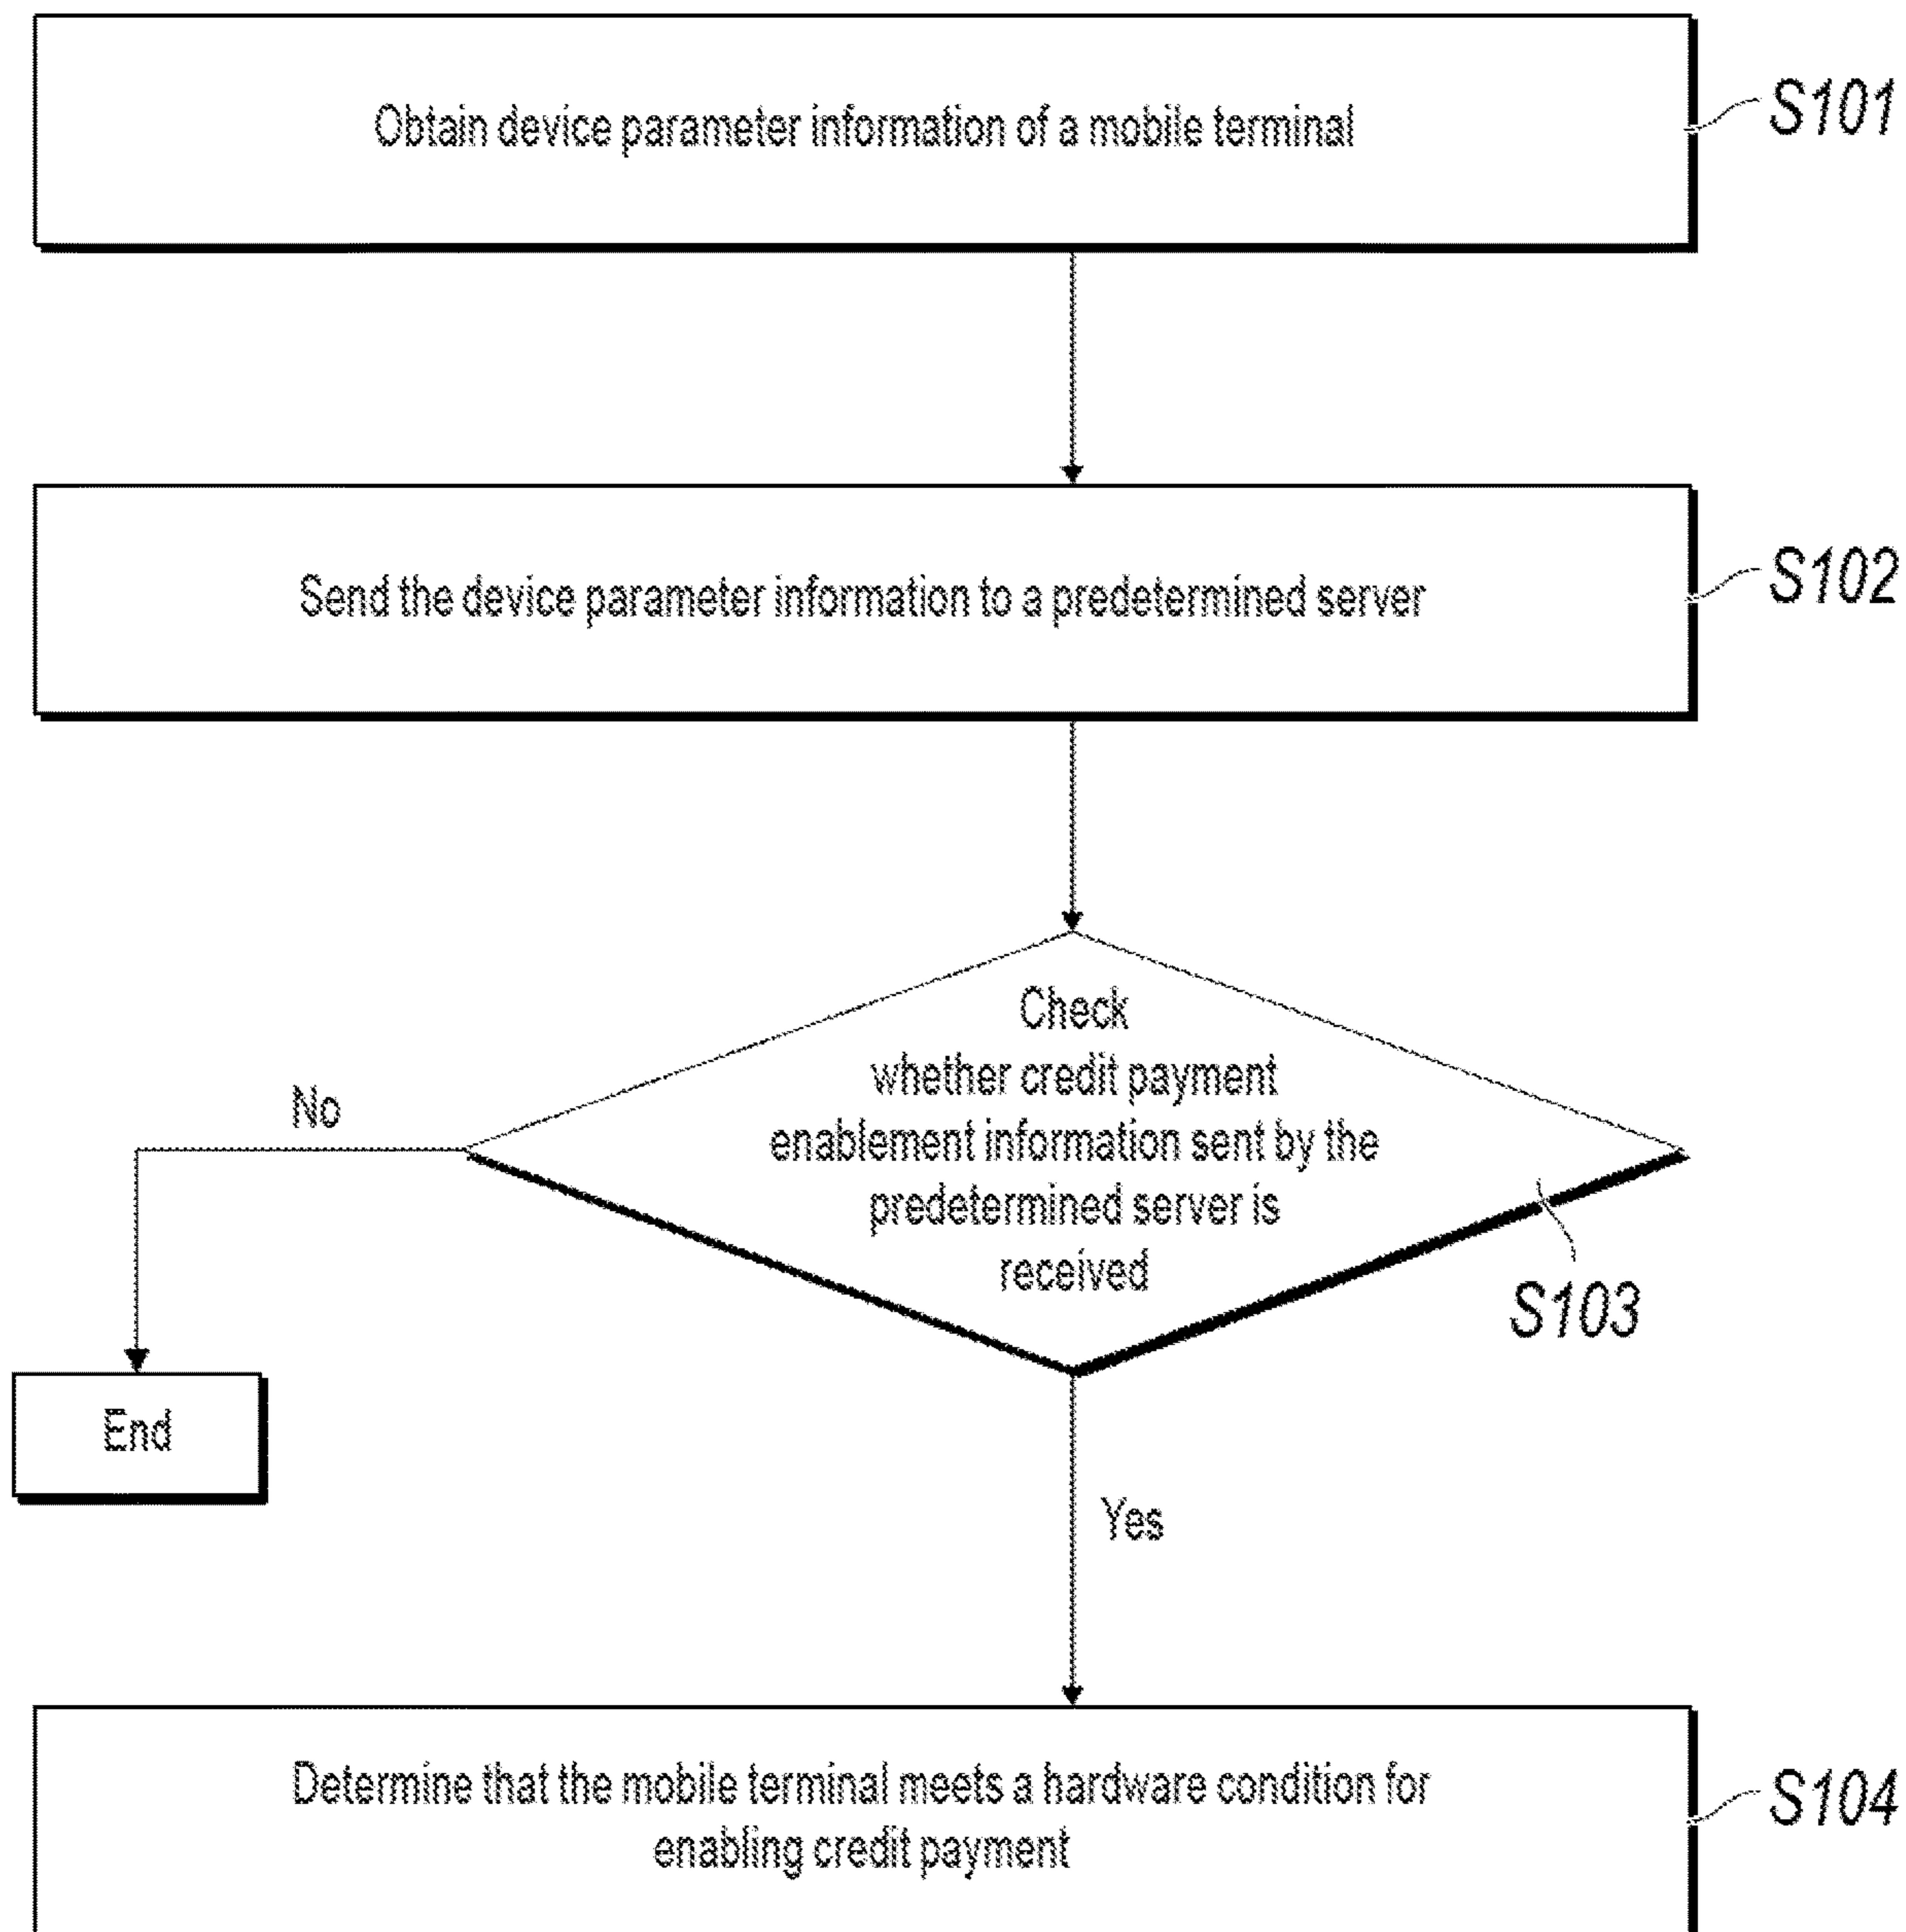 Obtain device parameter information of a mobile terminal
S101
Send the device parameter information to a predetermined server
S102
Check
whether credit payment
enablement information sent by the
predetermined server is
received
No
S103
End
Yes
Determine that the mobile terminal meets a hardware condition for
enabling credit payment
S104